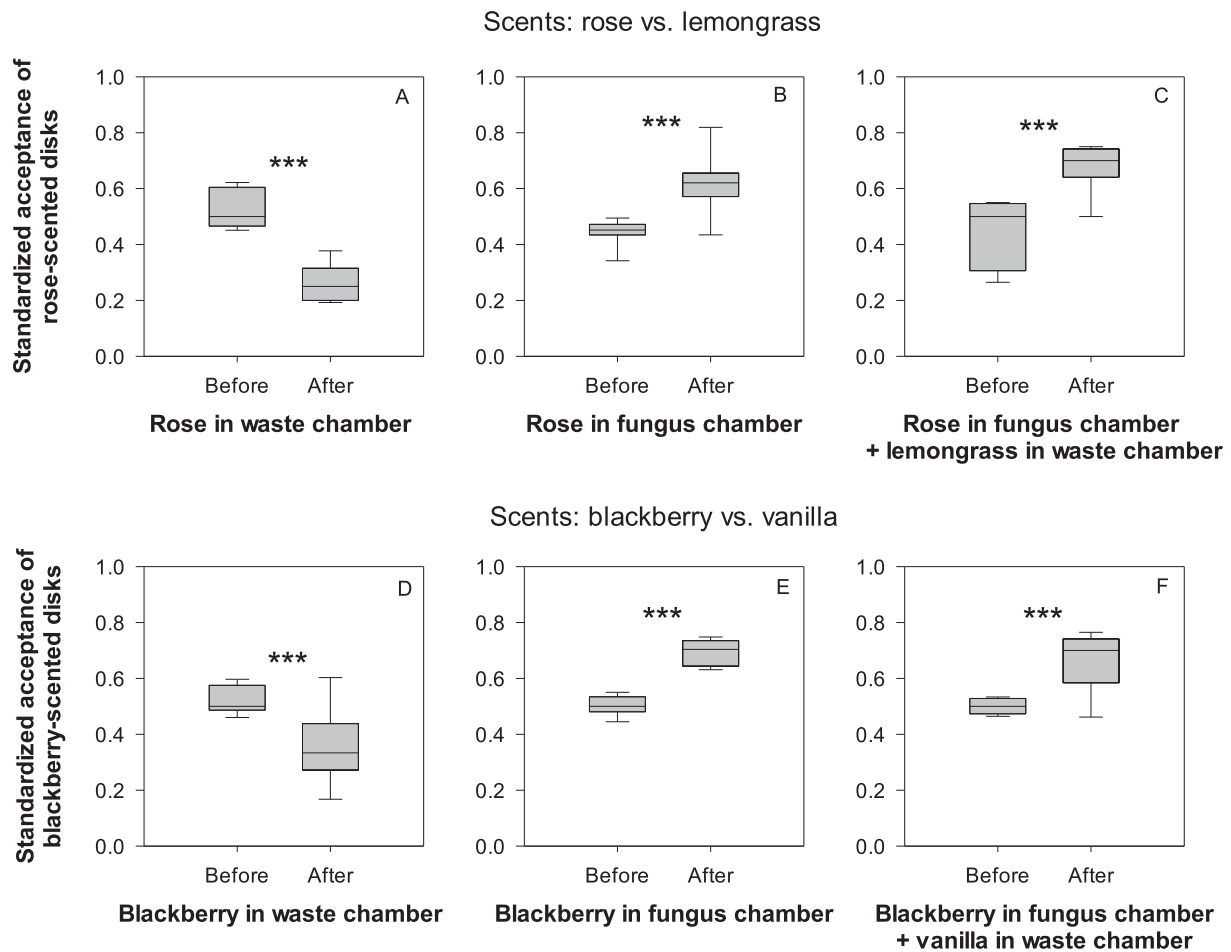 Scents: rose vs. lemongrass
Standardized acceptance of
rose-scented disks
1.0
0.8
0.6
0.4
0.2
0.0
A
***
Before After
Rose in waste chamber
1.0
0.8
0.6
0.4
0.2
0.0
B
***
Before After
Rose in fungus chamber
1.0
0.8
0.6
0.4
0.2
0.0
C
***
Before After
Rose in fungus chamber
+ lemongrass in waste chamber
Scents: blackberry vs. vanilla
Standardized acceptance of
blackberry-scented disks
1.0
0.8
0.6
0.4
0.2
0.0
D
***
Before After
Blackberry in waste chamber
1.0
0.8
0.6
0.4
0.2
0.0
E
***
Before After
Blackberry in fungus chamber
1.0
0.8
0.6
0.4
0.2
0.0
F
***
Before After
Blackberry in fungus chamber
+ vanilla in waste chamber